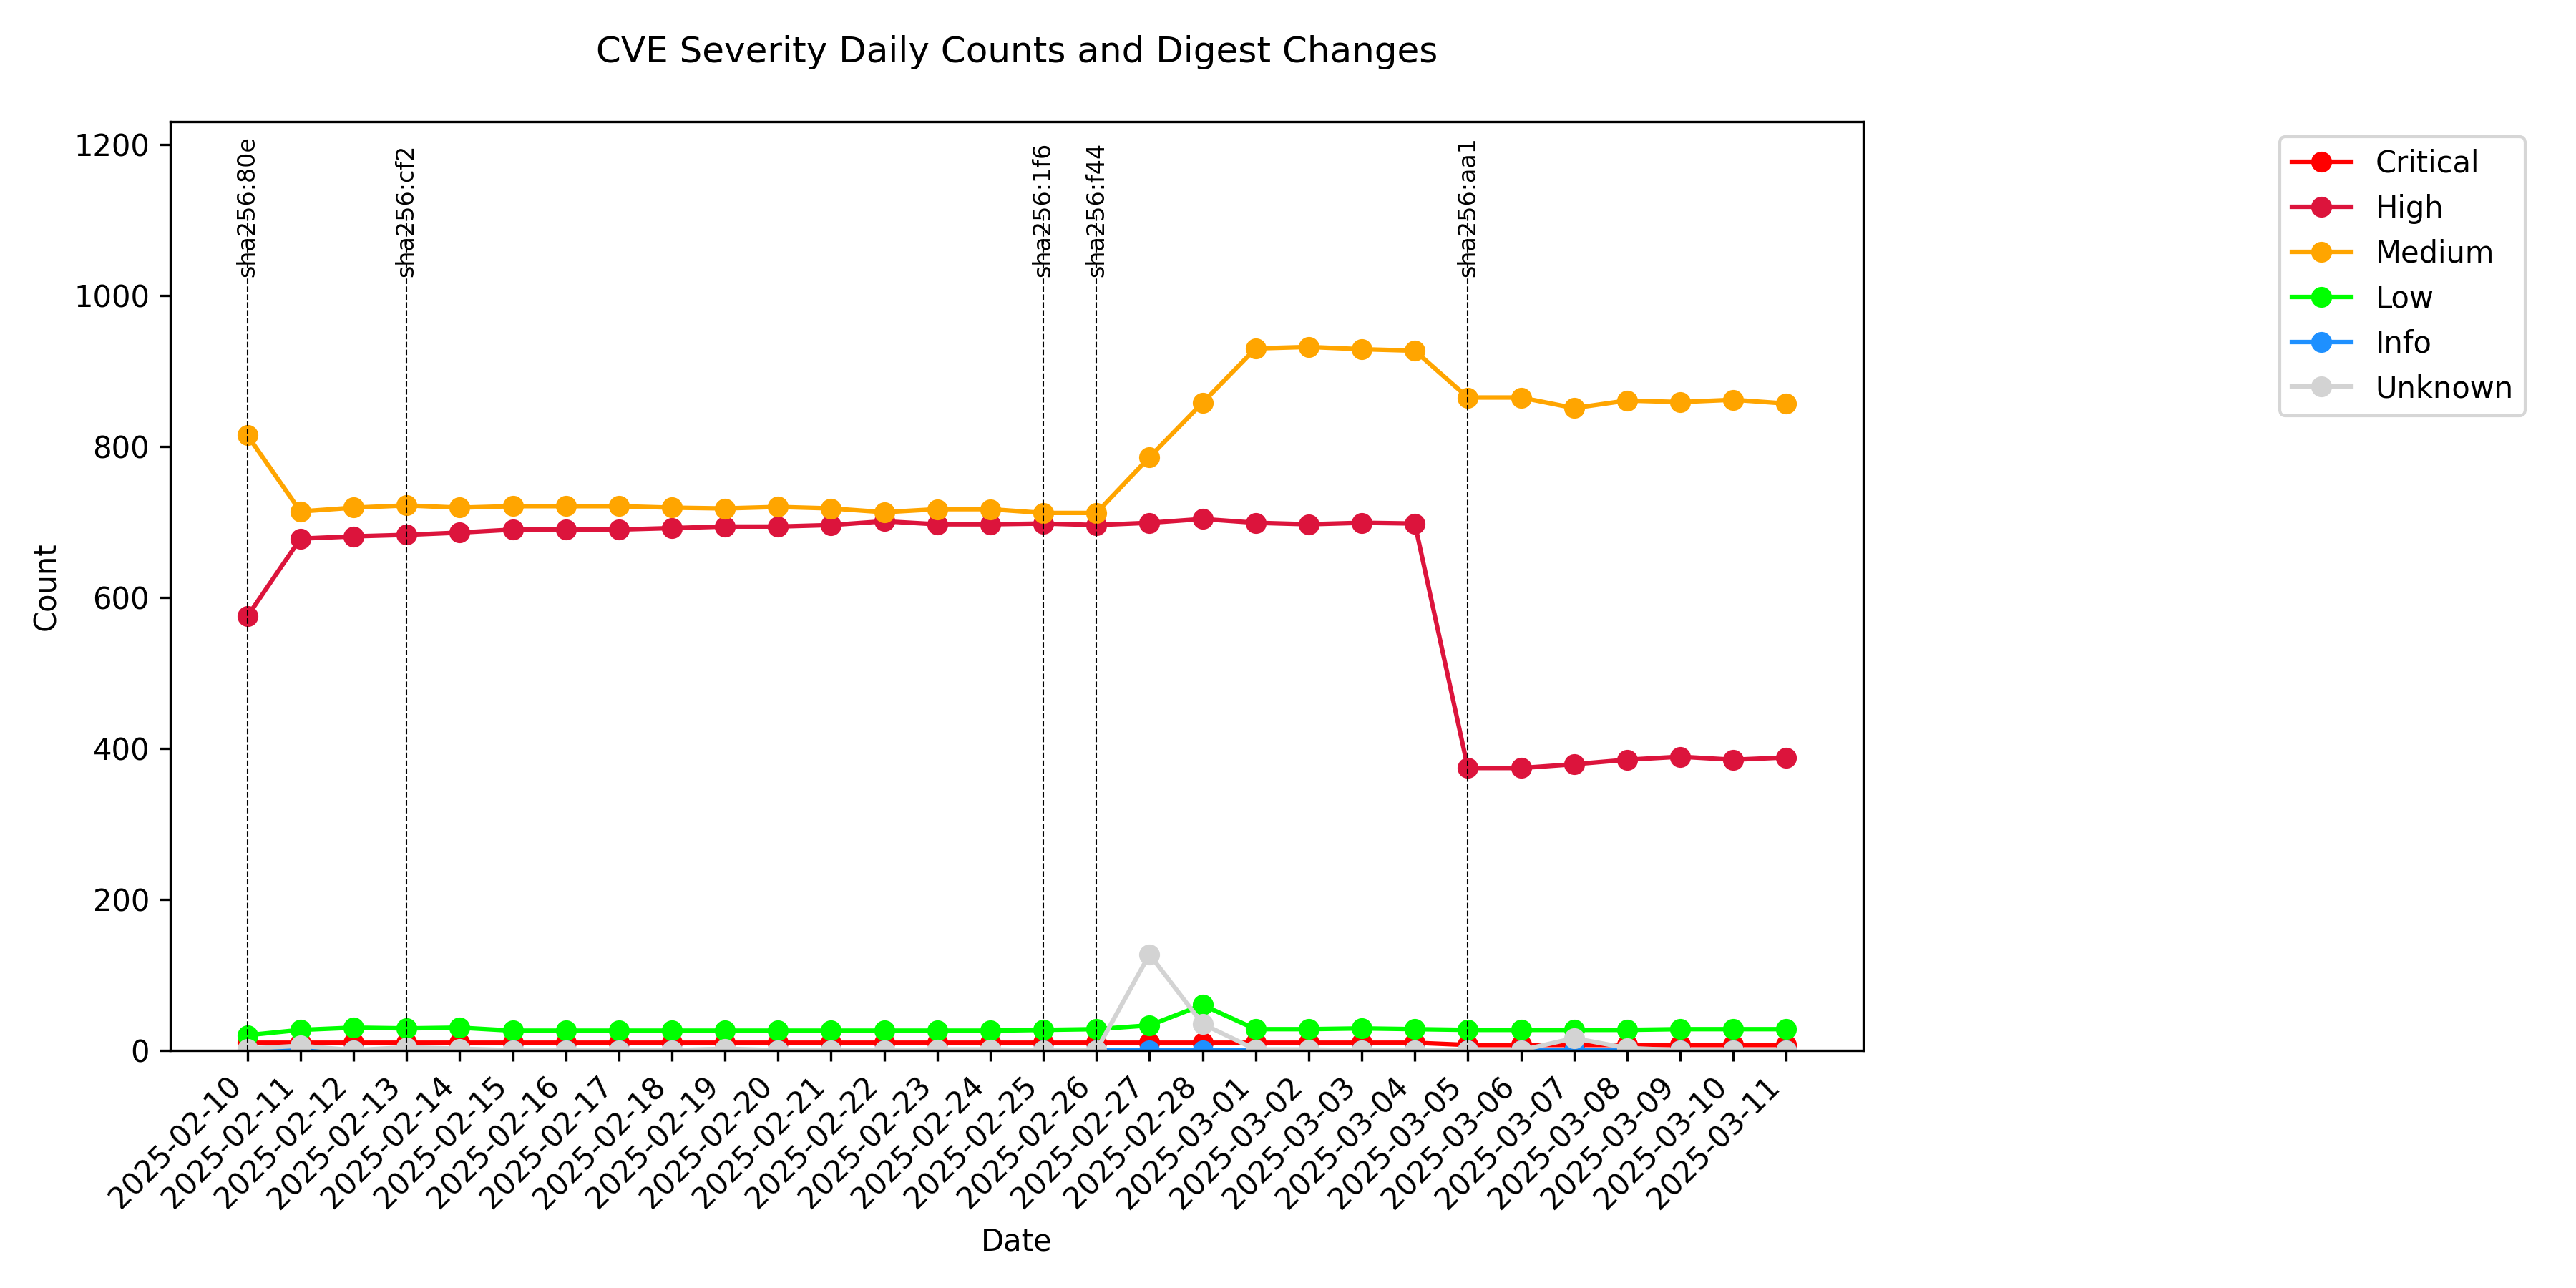 CVE Severity Daily Counts and Digest Changes
sha256:80e
sha256:cf2
sha256:1f6
sha256:f44
sha256:aa1
1200
1000
800
600
400
200
0
Count
2025-02-10
2025-02-11
2025-02-12
2025-02-13
2025-02-14
2025-02-15
2025-02-16
2025-02-17
2025-02-18
2025-02-19
2025-02-20
2025-02-21
2025-02-22
2025-02-23
2025-02-24
2025-02-25
2025-02-26
2025-02-27
2025-02-28
2025-03-01
2025-03-02
2025-03-03
2025-03-04
2025-03-05
2025-03-06
2025-03-07
2025-03-08
2025-03-09
2025-03-10
2025-03-11
Date
Critical
High
Medium
Low
Info
Unknown